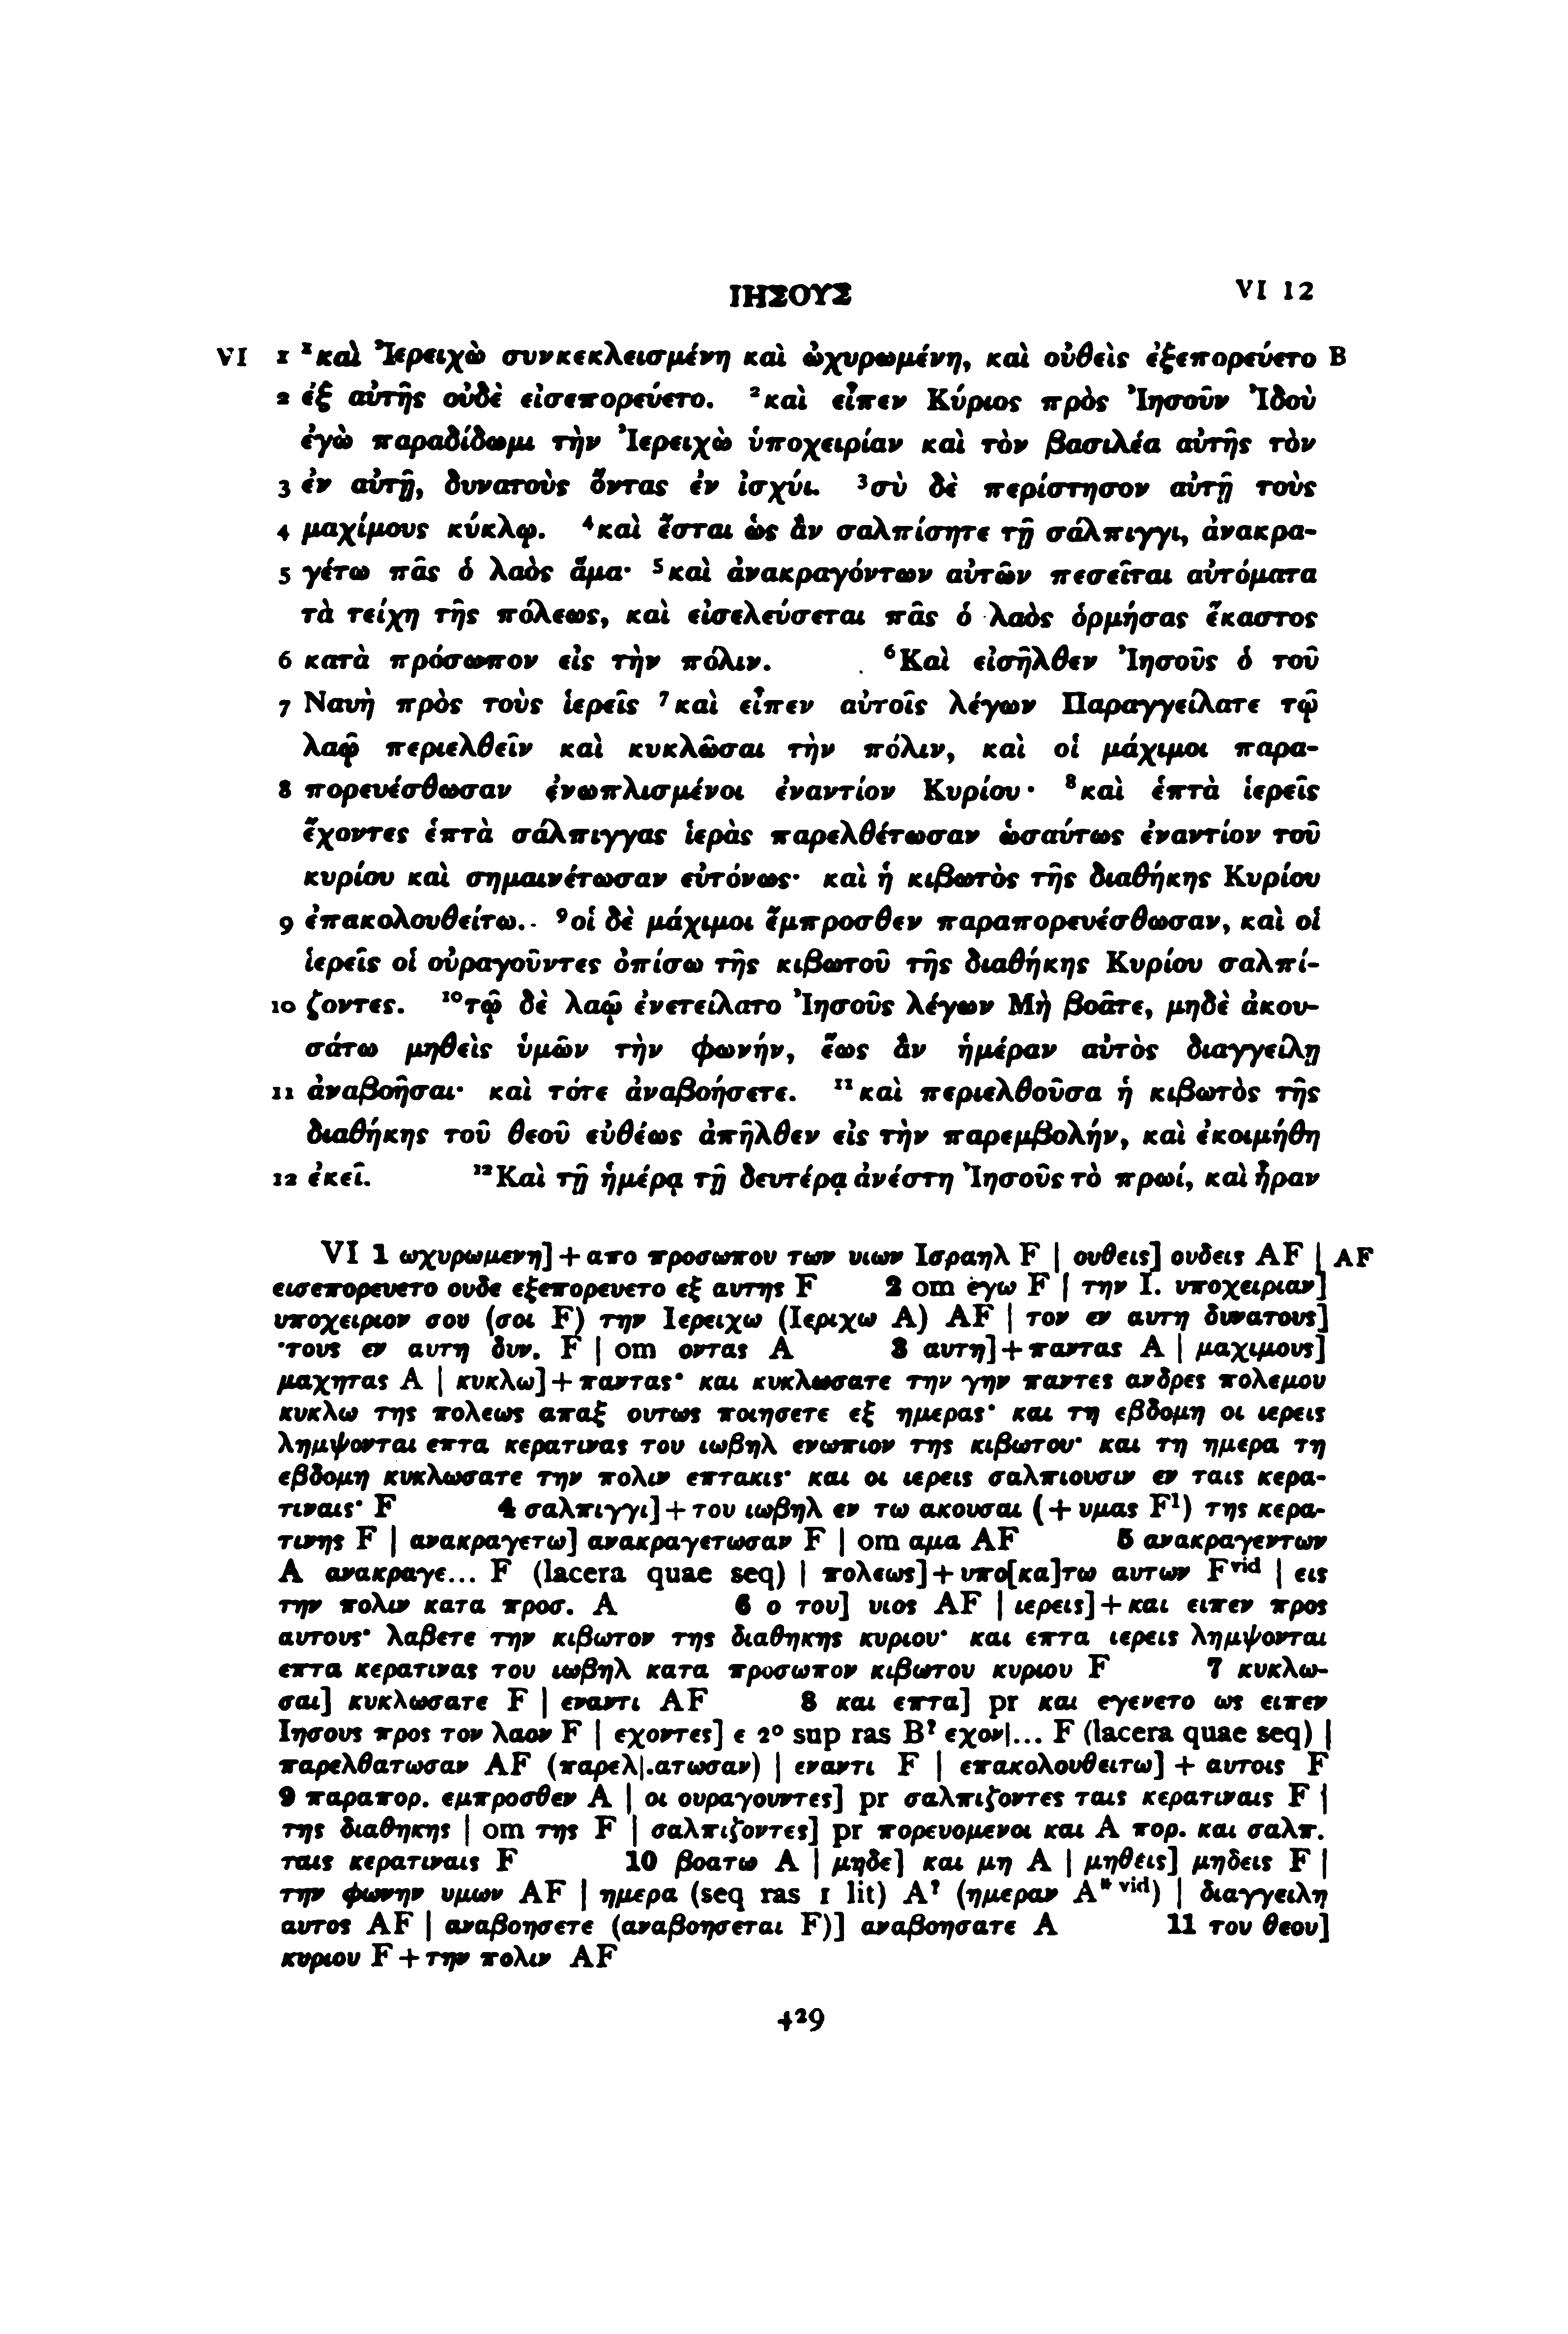 ΙΗΣΟΥΣ VI 12
VI 1 ¹καὶ Ἰερειχὼ συνκεκλεισμένη καὶ ὠχυρωμένη, καὶ οὐθεὶς ἐξεπορεύετο B
2 ἐξ αὐτῆς οὐδὲ εἰσεπορεύετο. ²καὶ εἶπεν Κύριος πρὸς Ἰησοῦν Ἰδοὺ
ἐγὼ παραδίδωμι τὴν Ἰερειχὼ ὑποχειρίαν καὶ τὸν βασιλέα αὐτῆς τὸν
3 ἐν αὐτῇ, δυνατοὺς ὄντας ἐν ἰσχύι. ³σὺ δὲ περίστησον αὐτῇ τοὺς
4 μαχίμους κύκλῳ. ⁴καὶ ἔσται ὡς ἂν σαλπίσητε τῇ σάλπιγγι, ἀνακρα-
5 γέτω πᾶς ὁ λαὸς ἅμα· ⁵καὶ ἀνακραγόντων αὐτῶν πεσεῖται αὐτόματα
τὰ τείχη τῆς πόλεως, καὶ εἰσελεύσεται πᾶς ὁ λαὸς ὁρμήσας ἕκαστος
6 κατὰ πρόσωπον εἰς τὴν πόλιν. ⁶Καὶ εἰσῆλθεν Ἰησοῦς ὁ τοῦ
7 Ναυὴ πρὸς τοὺς ἱερεῖς ⁷καὶ εἶπεν αὐτοῖς λέγων Παραγγείλατε τῷ
λαῷ περιελθεῖν καὶ κυκλῶσαι τὴν πόλιν, καὶ οἱ μάχιμοι παρα-
8 πορευέσθωσαν ἐνωπλισμένοι ἐναντίον Κυρίου· ⁸καὶ ἑπτὰ ἱερεῖς
ἔχοντες ἑπτὰ σάλπιγγας ἱερὰς παρελθέτωσαν ὡσαύτως ἐναντίον τοῦ
κυρίου καὶ σημαινέτωσαν εὐτόνως· καὶ ἡ κιβωτὸς τῆς διαθήκης Κυρίου
9 ἐπακολουθείτω. ⁹οἱ δὲ μάχιμοι ἔμπροσθεν παραπορευέσθωσαν, καὶ οἱ
ἱερεῖς οἱ οὐραγοῦντες ὀπίσω τῆς κιβωτοῦ τῆς διαθήκης Κυρίου σαλπί-
10 ζοντες. ¹⁰τῷ δὲ λαῷ ἐνετείλατο Ἰησοῦς λέγων Μὴ βοᾶτε, μηδὲ ἀκου-
σάτω μηθεὶς ὑμῶν τὴν φωνήν, ἕως ἂν ἡμέραν αὐτὸς διαγγείλῃ
11 ἀναβοῆσαι· καὶ τότε ἀναβοήσετε. ¹¹καὶ περιελθοῦσα ἡ κιβωτὸς τῆς
διαθήκης τοῦ θεοῦ εὐθέως ἀπῆλθεν εἰς τὴν παρεμβολήν, καὶ ἐκοιμήθη
12 ἐκεῖ. ¹²Καὶ τῇ ἡμέρᾳ τῇ δευτέρᾳ ἀνέστη Ἰησοῦς τὸ πρωί, καὶ ἦραν
VI 1 ωχυρωμενη] + απο προσωπου των υιων Ισραηλ F | ουθεις] ουδεις AF | AF
εισεπορευετο ουδε εξεπορευετο εξ αυτης F 2 om εγω F | την Ι. υποχειριαν]
υποχειριον σου (σοι F) την Ιερειχω (Ιεριχω A) AF | τον εν αυτη δυνατους]
τους εν αυτη δυν. F | om οντας A 3 αυτη] + παντας A | μαχιμους]
μαχητας A | κυκλω] + παντας· και κυκλωσατε την γην παντες ανδρες πολεμου
κυκλω της πολεως απαξ ουτως ποιησετε εξ ημερας· και τη εβδομη οι ιερεις
λημψονται επτα κερατινας του ιωβηλ ενωπιον της κιβωτου· και τη ημερα τη
εβδομη κυκλωσατε την πολιν επτακις· και οι ιερεις σαλπιουσιν εν ταις κερα-
τιναις· F 4 σαλπιγγι] + του ιωβηλ εν τω ακουσαι (+ υμας F¹) της κερα-
τινης F | ανακραγετω] ανακραγετωσαν F | om αμα AF 5 ανακραγεντων
A ανακραγε... F (lacera quae seq) | πολεως] + υπο[κα]τω αυτων Fᵛⁱᵈ | εις
την πολιν κατα προσ. A 6 ο του] υιος AF | ιερεις] + και ειπεν προς
αυτους· λαβετε την κιβωτον της διαθηκης κυριου· και επτα ιερεις λημψονται
επτα κερατινας του ιωβηλ κατα προσωπον κιβωτου κυριου F 7 κυκλω-
σαι] κυκλωσατε F | εναντι AF 8 και επτα] pr και εγενετο ως ειπεν
Ιησους προς τον λαον F | εχοντες] ε 2° sup ras B? εχον|... F (lacera quae seq) |
παρελθατωσαν AF (παρελ|.ατωσαν) | εναντι F | επακολουθειτω] + αυτοις F
9 παραπορ. εμπροσθεν A | οι ουραγουντες] pr σαλπιζοντες ταις κερατιναις F |
της διαθηκης | om της F | σαλπιζοντες] pr πορευομενοι και A πορ. και σαλπ.
ταις κερατιναις F 10 βοατω A | μηδε] και μη A | μηθεις] μηδεις F |
την φωνην υμων AF | ημερα (seq ras 1 lit) A? (ημεραν A* ᵛⁱᵈ) | διαγγειλη
αυτος AF | αναβοησετε (αναβοησεται F)] αναβοησατε A 11 του θεου]
κυριου F + την πολιν AF
429